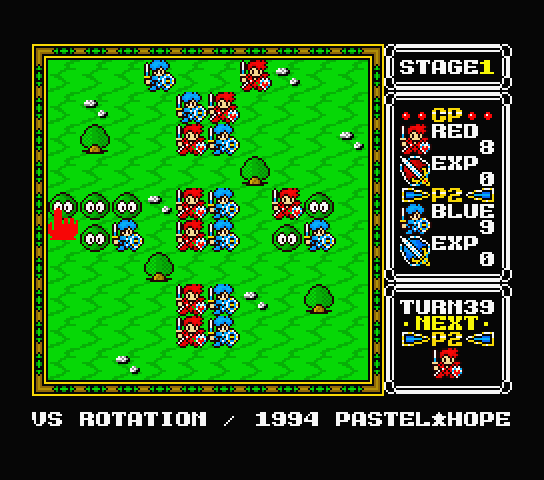 STAGE1
CP
RED
8
EXP
0
P2
BLUE
9
EXP
0
TURN39
·NEXT·
P2
VS ROTATION / 1994 PASTEL★HOPE